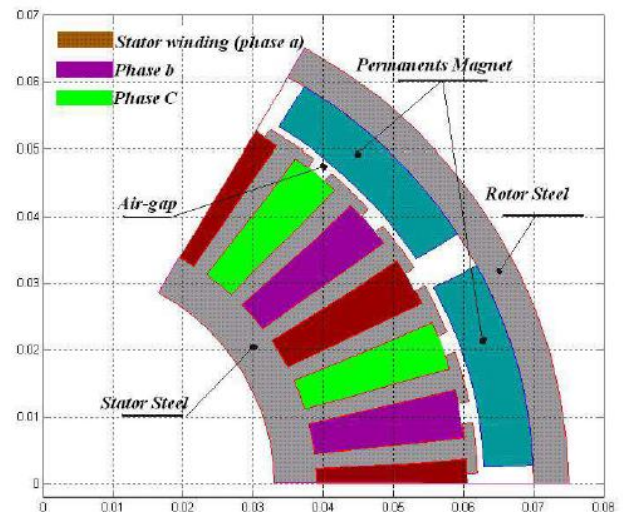 0.07
Stator winding (phase a)
Phase b
Phase C
Permanents Magnet
0.06
0.05
Air-gap
Rotor Steel
0.04
0.03
0.02
Stator Steel
0.01
0
0 0.01 0.02 0.03 0.04 0.05 0.06 0.07 0.08